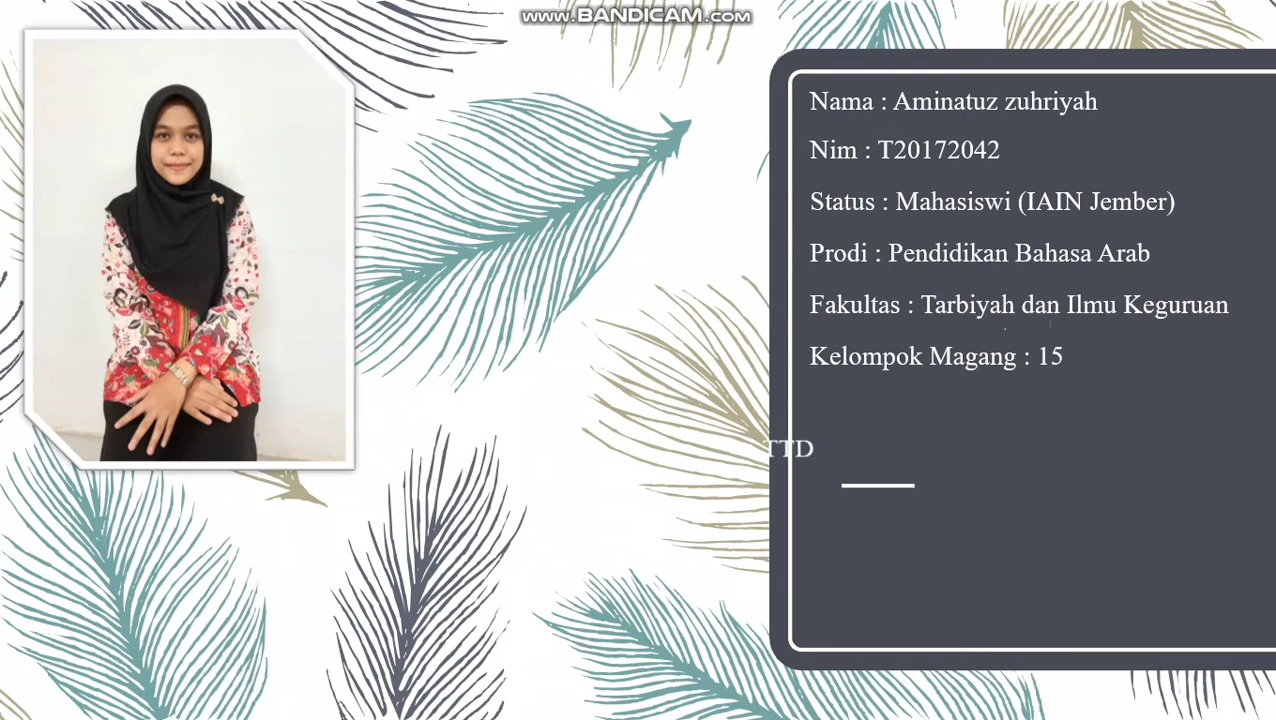 www.BANDICAM.com
Nama : Aminatuz zuhriyah
Nim : T20172042
Status : Mahasiswi (IAIN Jember)
Prodi : Pendidikan Bahasa Arab
Fakultas : Tarbiyah dan Ilmu Keguruan
Kelompok Magang : 15
TTD